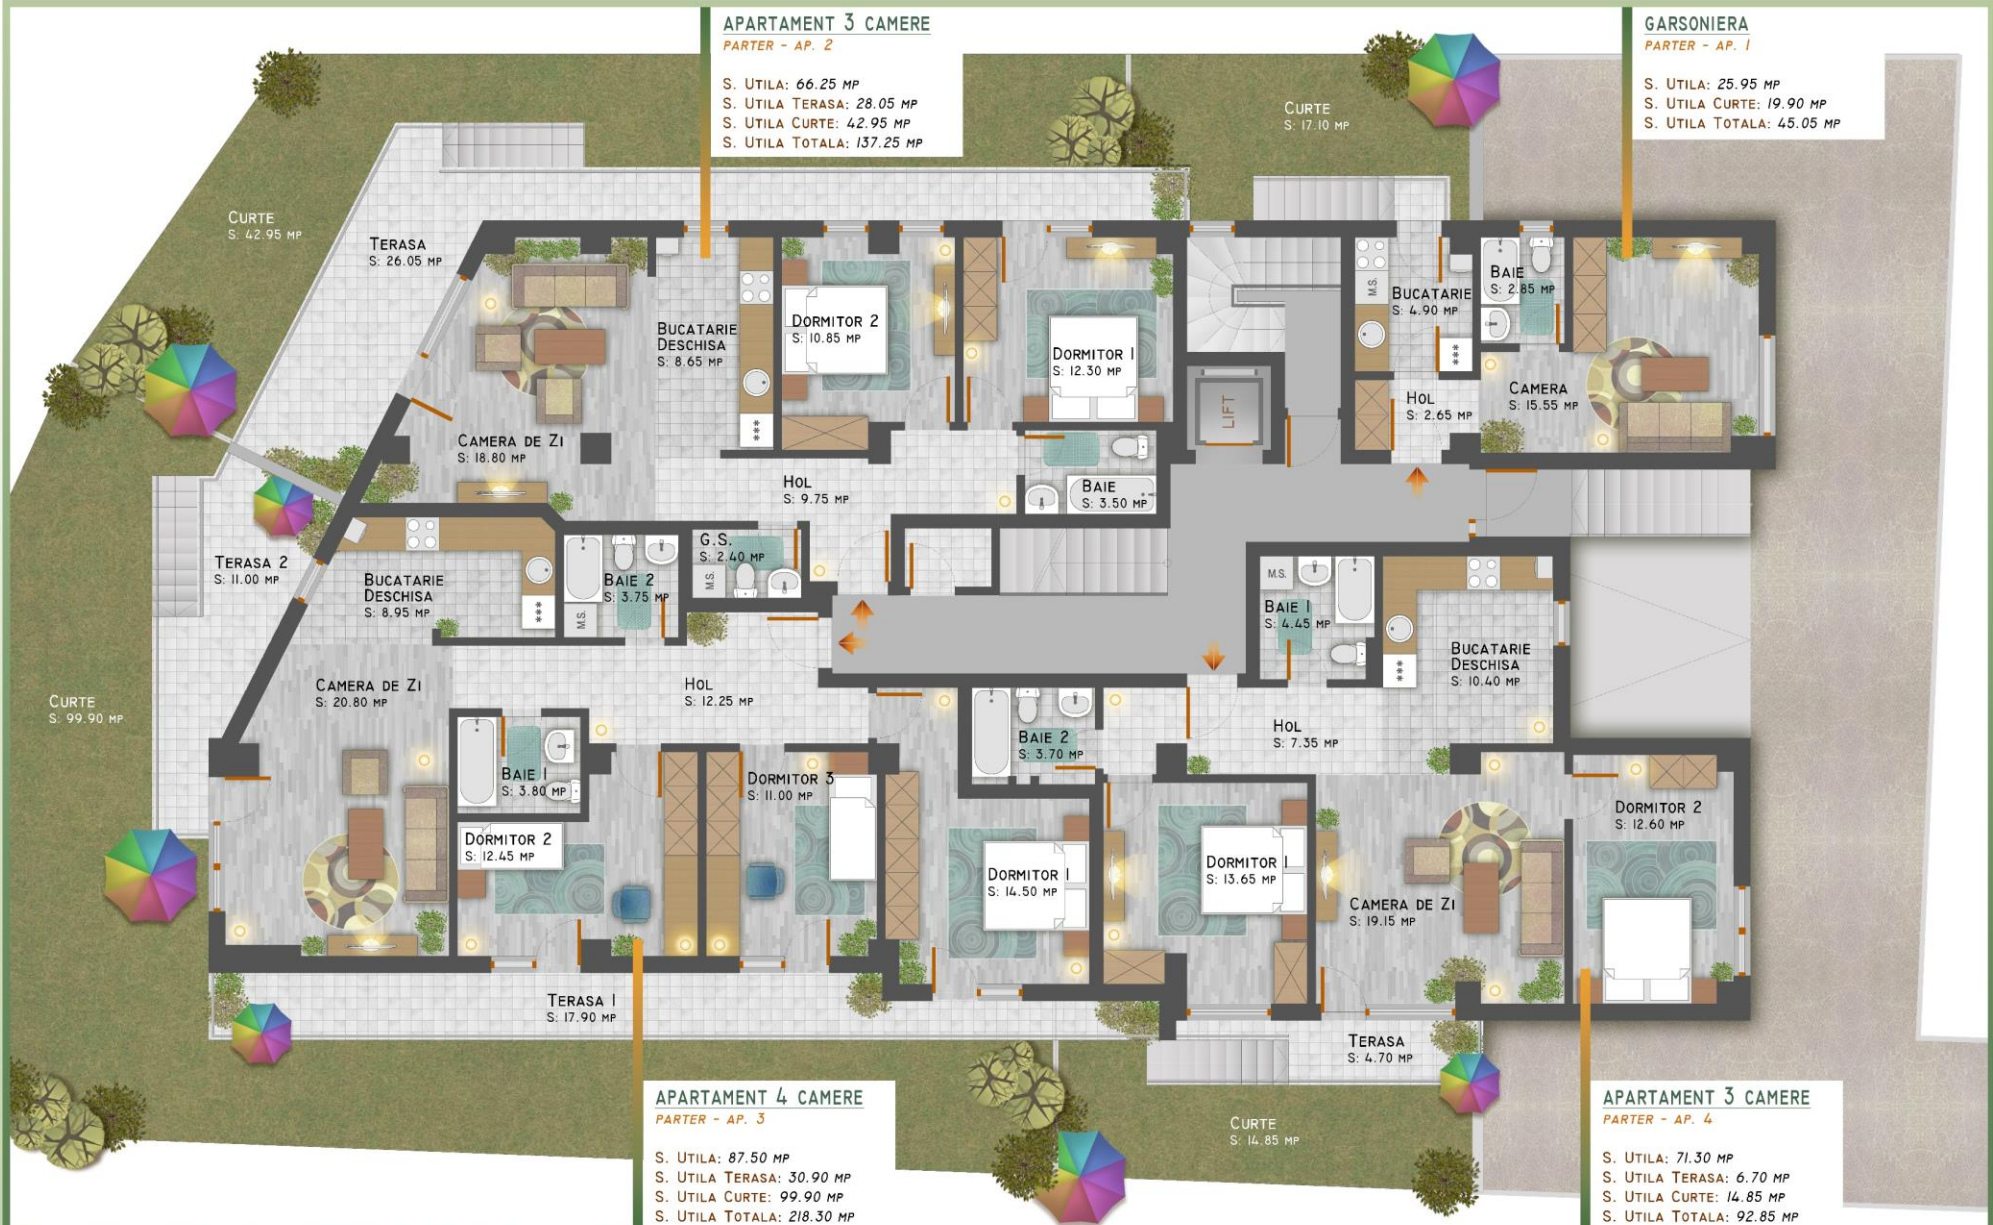 APARTAMENT 3 CAMERE
PARTER - AP. 2
S. UTILA: 66.25 MP
S. UTILA TERASA: 28.05 MP
S. UTILA CURTE: 42.95 MP
S. UTILA TOTALA: 137.25 MP
GARSONIERA
PARTER - AP. 1
S. UTILA: 25.95 MP
S. UTILA CURTE: 19.90 MP
S. UTILA TOTALA: 45.05 MP
CURTE
S: 17.10 MP
CURTE
S: 42.95 MP
TERASA
S: 26.05 MP
BUCATARIE
DESCHISA
S: 8.65 MP
DORMITOR 2
S: 10.85 MP
DORMITOR 1
S: 12.30 MP
M.S.
BUCATARIE
S: 4.90 MP
BAIE
S: 2.85 MP
***
LIFT
HOL
S: 2.65 MP
CAMERA
S: 15.55 MP
CAMERA DE ZI
S: 18.80 MP
***
HOL
S: 9.75 MP
BAIE
S: 3.50 MP
TERASA 2
S: 11.00 MP
BUCATARIE
DESCHISA
S: 8.95 MP
***
BAIE 2
S: 3.75 MP
M.S.
G.S.
S: 2.40 MP
M.S.
M.S.
BAIE 1
S: 4.45 MP
BUCATARIE
DESCHISA
S: 10.40 MP
***
CURTE
S: 99.90 MP
CAMERA DE ZI
S: 20.80 MP
HOL
S: 12.25 MP
BAIE 2
S: 3.70 MP
HOL
S: 7.35 MP
BAIE 1
S: 3.80 MP
DORMITOR 3
S: 11.00 MP
DORMITOR 2
S: 12.60 MP
DORMITOR 2
S: 12.45 MP
DORMITOR 1
S: 14.50 MP
DORMITOR 1
S: 13.65 MP
CAMERA DE ZI
S: 19.15 MP
TERASA 1
S: 17.90 MP
TERASA
S: 4.70 MP
CURTE
S: 14.85 MP
APARTAMENT 4 CAMERE
PARTER - AP. 3
S. UTILA: 87.50 MP
S. UTILA TERASA: 30.90 MP
S. UTILA CURTE: 99.90 MP
S. UTILA TOTALA: 218.30 MP
APARTAMENT 3 CAMERE
PARTER - AP. 4
S. UTILA: 71.30 MP
S. UTILA TERASA: 6.70 MP
S. UTILA CURTE: 14.85 MP
S. UTILA TOTALA: 92.85 MP